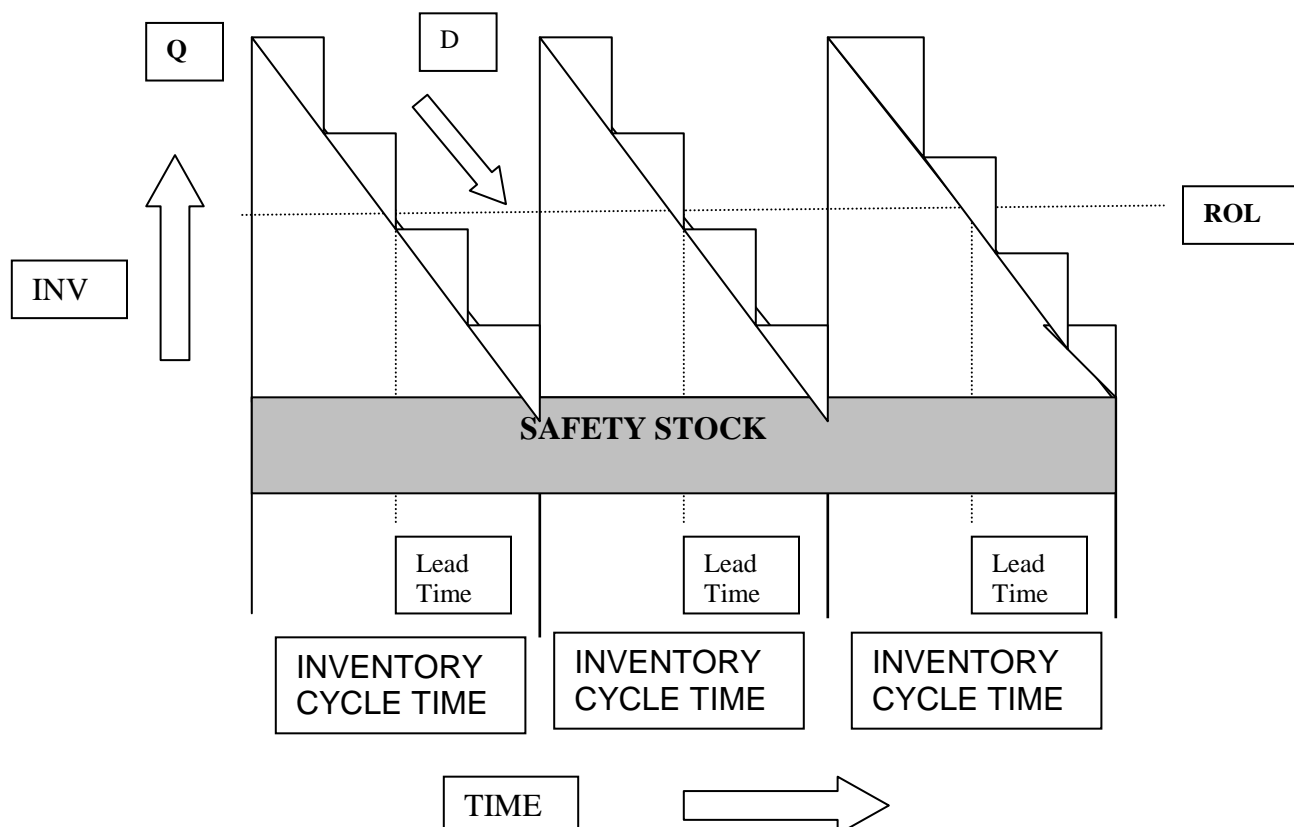 Q
D
ROL
INV
SAFETY STOCK
Lead
Time
Lead
Time
Lead
Time
INVENTORY
CYCLE TIME
INVENTORY
CYCLE TIME
INVENTORY
CYCLE TIME
TIME